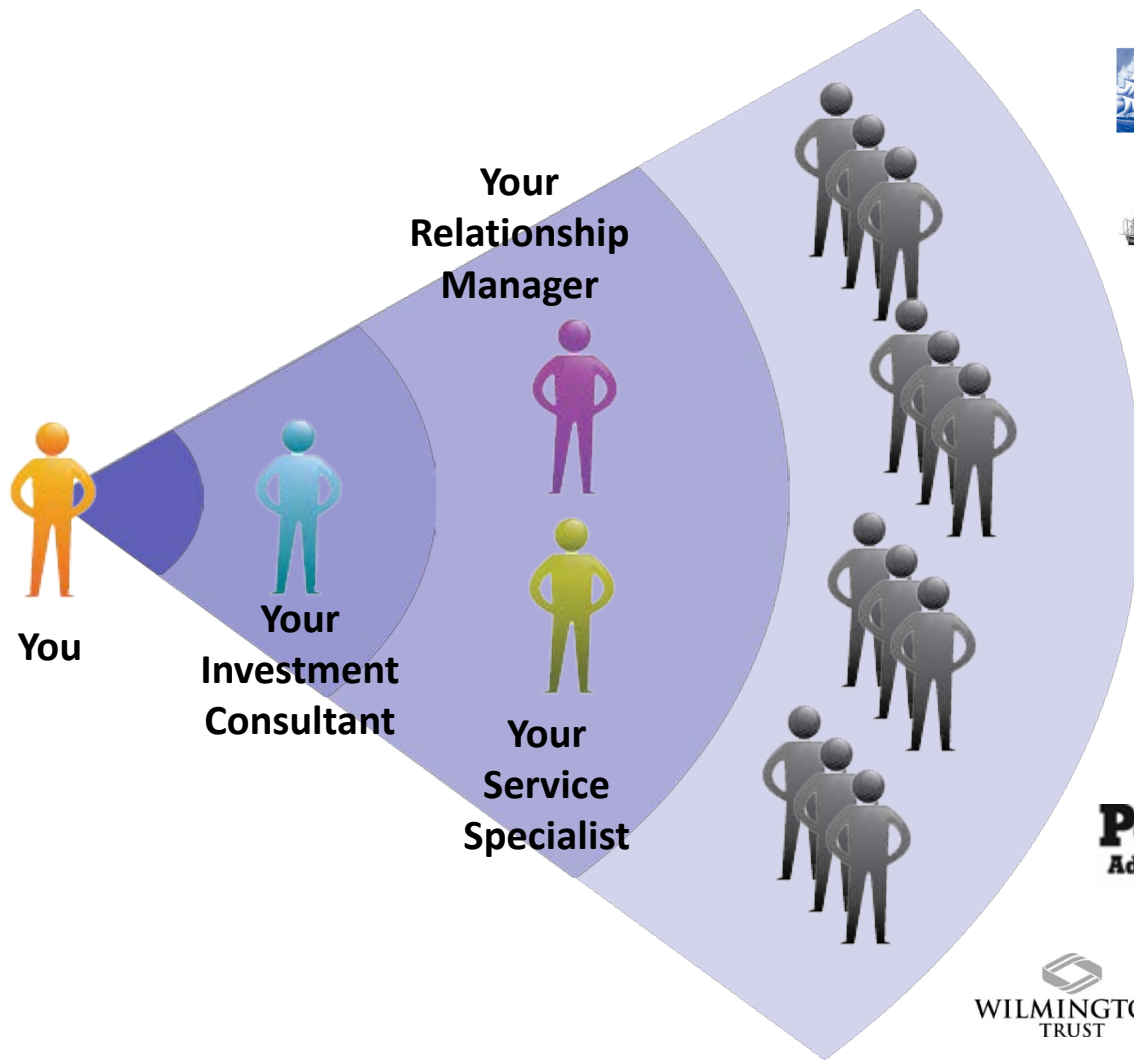 Your
Relationship
Manager
You
Your
Investment
Consultant
Your
Service
Specialist
WILMINGTO
TRUST